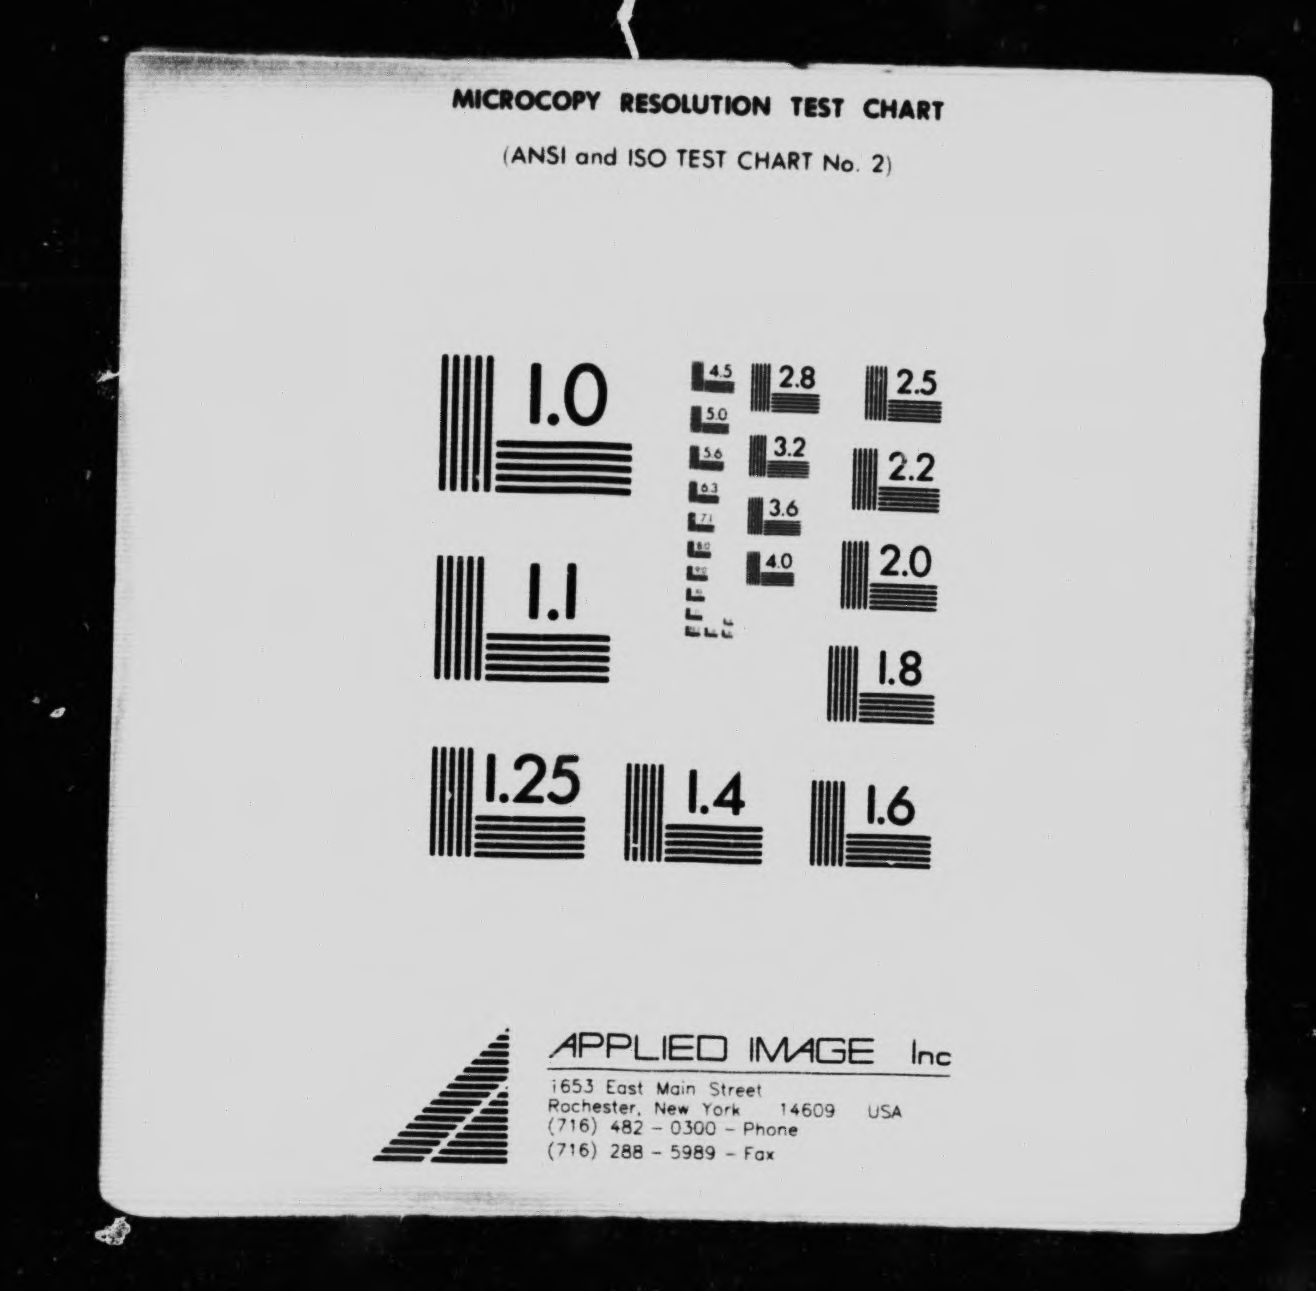 MICROCOPY RESOLUTION TEST CHART
(ANSI and ISO TEST CHART No. 2)
1.0
1.1
1.25
1.4
1.6
1.8
2.0
2.2
2.5
2.8
3.2
3.6
4.0
4.5
5.0
5.6
6.3
7.1
8.0
9.0
APPLIED IMAGE Inc
1653 East Main Street
Rochester, New York 14609 USA
(716) 482 - 0300 - Phone
(716) 288 - 5989 - Fax